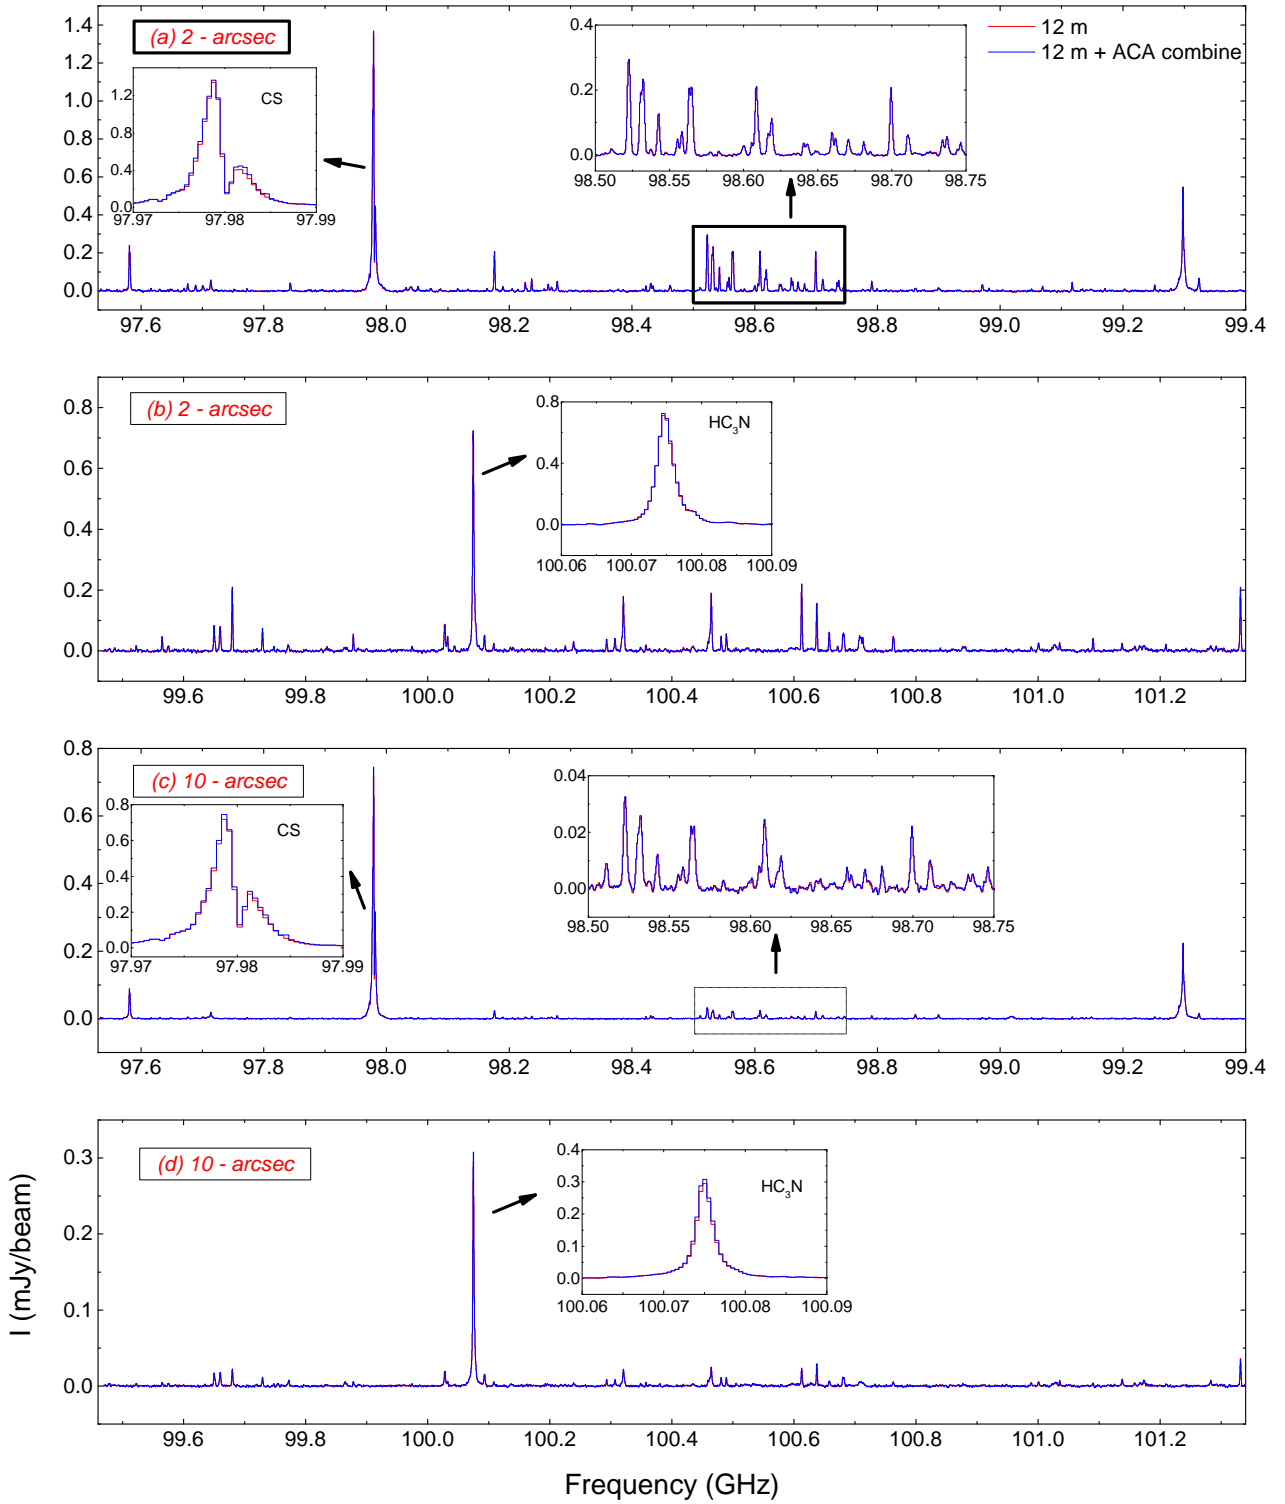 (a) 2 - arcsec
12 m
12 m + ACA combine
1.4
1.2
1.0
0.8
0.6
0.4
0.2
0.0
CS
1.2
0.8
0.4
0.0
97.97 97.98 97.99
0.4
0.2
0.0
98.50 98.55 98.60 98.65 98.70 98.75
97.6 97.8 98.0 98.2 98.4 98.6 98.8 99.0 99.2 99.4
(b) 2 - arcsec
0.8
0.6
0.4
0.2
0.0
HC3N
0.8
0.4
0.0
100.06 100.07 100.08 100.09
99.6 99.8 100.0 100.2 100.4 100.6 100.8 101.0 101.2
(c) 10 - arcsec
0.8
0.6
0.4
0.2
0.0
CS
0.8
0.6
0.4
0.2
0.0
97.97 97.98 97.99
0.04
0.02
0.00
98.50 98.55 98.60 98.65 98.70 98.75
97.6 97.8 98.0 98.2 98.4 98.6 98.8 99.0 99.2 99.4
(d) 10 - arcsec
0.3
0.2
0.1
0.0
HC3N
0.4
0.3
0.2
0.1
0.0
100.06 100.07 100.08 100.09
99.6 99.8 100.0 100.2 100.4 100.6 100.8 101.0 101.2
I (mJy/beam)
Frequency (GHz)